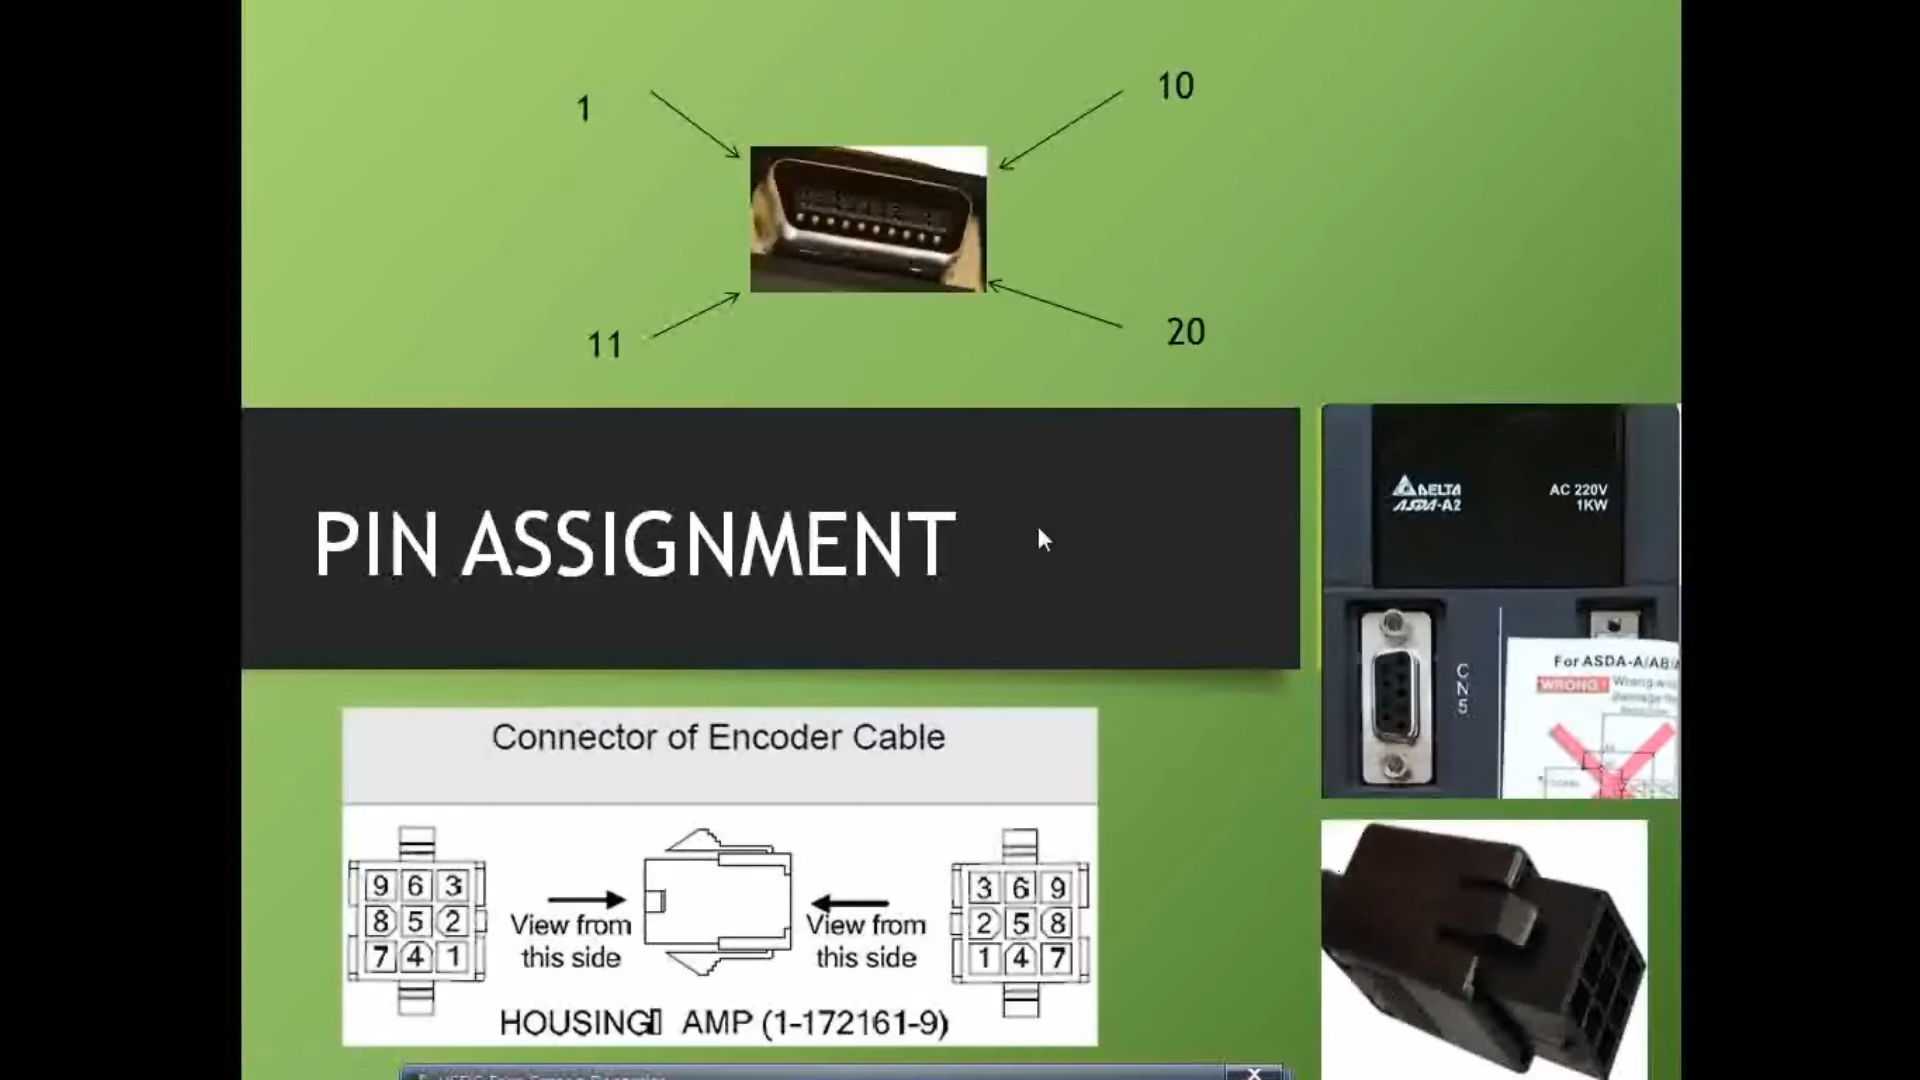 1
10
11
20
PIN ASSIGNMENT
DELTA
ASDA-A2
AC 220V
1KW
CN5
For ASDA-A/AB/
WRONG!
Wrong
Connector of Encoder Cable
9 6 3
8 5 2
7 4 1
View from
this side
View from
this side
3 6 9
2 5 8
1 4 7
HOUSING AMP (1-172161-9)
X